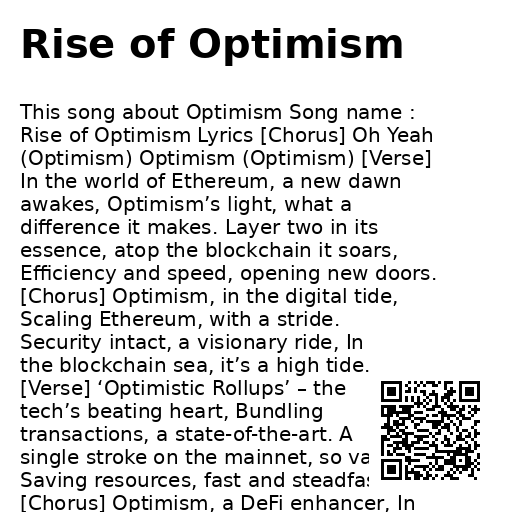 Rise of Optimism
This song about Optimism Song name :
Rise of Optimism Lyrics [Chorus] Oh Yeah
(Optimism) Optimism (Optimism) [Verse]
In the world of Ethereum, a new dawn
awakes, Optimism’s light, what a
difference it makes. Layer two in its
essence, atop the blockchain it soars,
Efficiency and speed, opening new doors.
[Chorus] Optimism, in the digital tide,
Scaling Ethereum, with a stride.
Security intact, a visionary ride, In
the blockchain sea, it’s a high tide.
[Verse] ‘Optimistic Rollups’ – the
tech’s beating heart, Bundling
transactions, a state-of-the-art. A
single stroke on the mainnet, so
Saving resources, fast and
[Chorus] Optimism, a DeFi enhancer, In